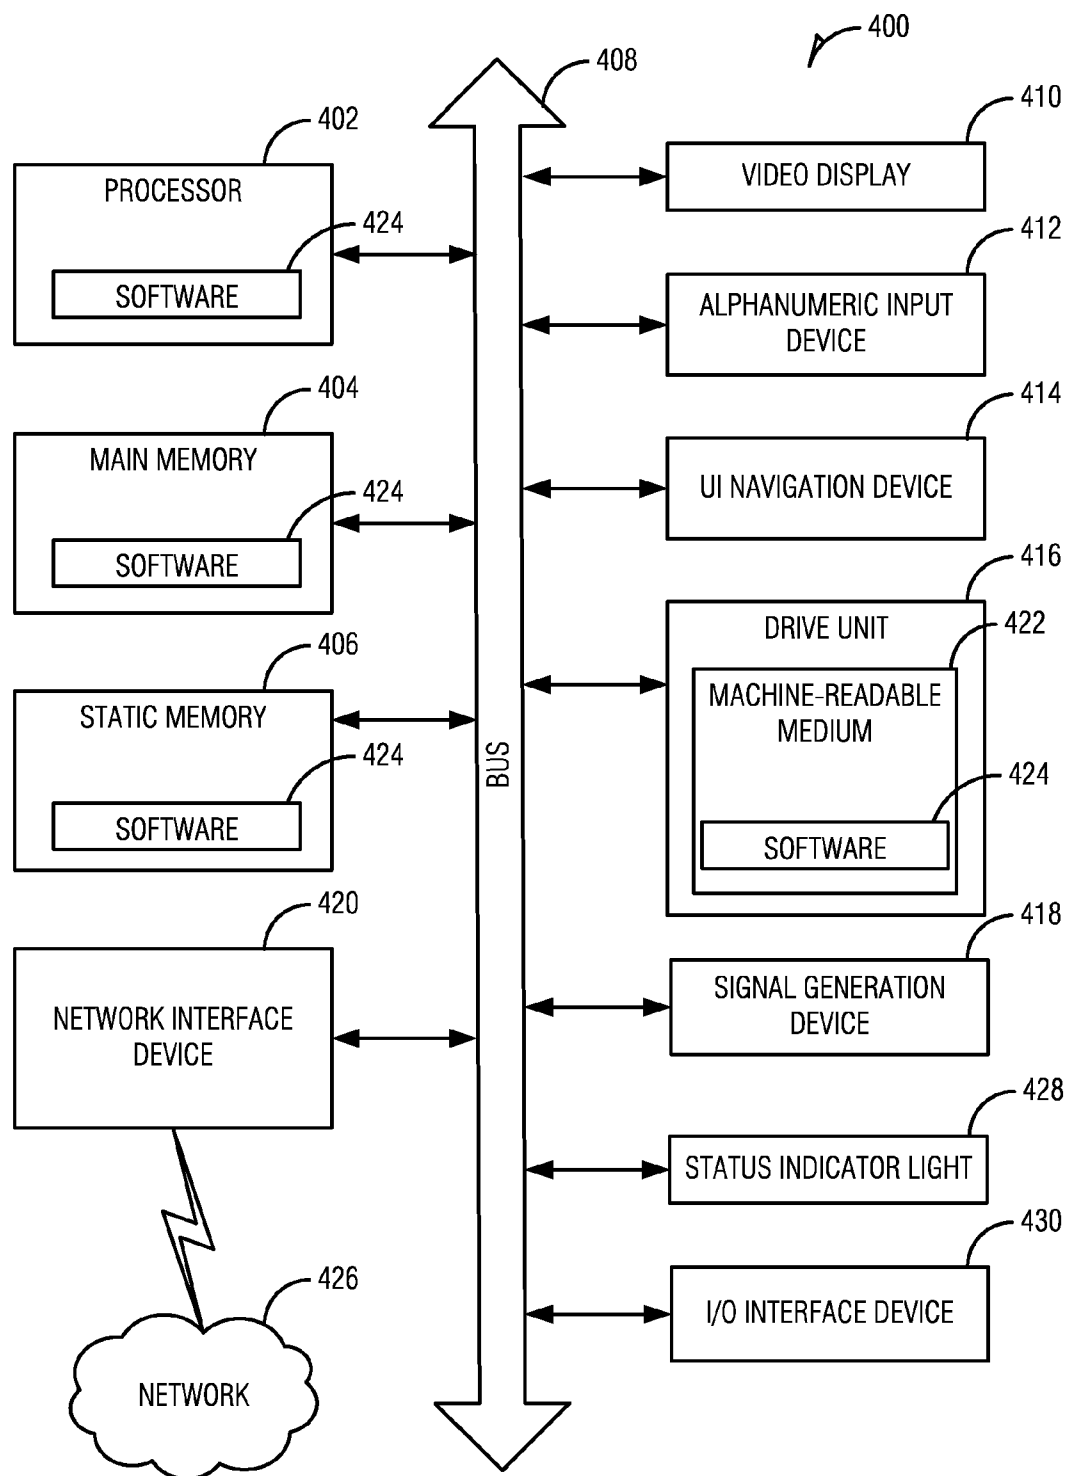 400
408
402
PROCESSOR
424
SOFTWARE
404
MAIN MEMORY
424
SOFTWARE
406
STATIC MEMORY
424
SOFTWARE
420
NETWORK INTERFACE
DEVICE
426
NETWORK
BUS
410
VIDEO DISPLAY
412
ALPHANUMERIC INPUT
DEVICE
414
UI NAVIGATION DEVICE
416
DRIVE UNIT
422
MACHINE-READABLE
MEDIUM
424
SOFTWARE
418
SIGNAL GENERATION
DEVICE
428
STATUS INDICATOR LIGHT
430
I/O INTERFACE DEVICE